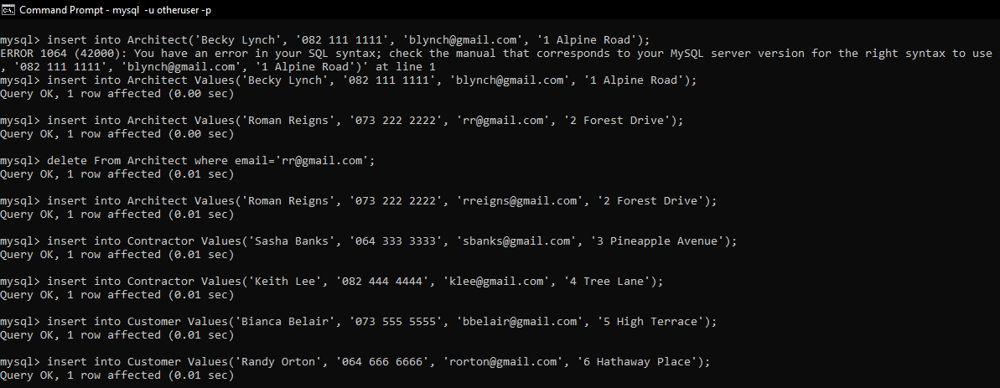 Command Prompt - mysql  -u otheruser -p
mysql> insert into Architect('Becky Lynch', '082 111 1111', 'blynch@gmail.com', '1 Alpine Road');
ERROR 1064 (42000): You have an error in your SQL syntax; check the manual that corresponds to your MySQL server version for the right syntax to use
, '082 111 1111', 'blynch@gmail.com', '1 Alpine Road')' at line 1
mysql> insert into Architect Values('Becky Lynch', '082 111 1111', 'blynch@gmail.com', '1 Alpine Road');
Query OK, 1 row affected (0.00 sec)
mysql> insert into Architect Values('Roman Reigns', '073 222 2222', 'rr@gmail.com', '2 Forest Drive');
Query OK, 1 row affected (0.00 sec)
mysql> delete From Architect where email='rr@gmail.com';
Query OK, 1 row affected (0.01 sec)
mysql> insert into Architect Values('Roman Reigns', '073 222 2222', 'rreigns@gmail.com', '2 Forest Drive');
Query OK, 1 row affected (0.01 sec)
mysql> insert into Contractor Values('Sasha Banks', '064 333 3333', 'sbanks@gmail.com', '3 Pineapple Avenue');
Query OK, 1 row affected (0.01 sec)
mysql> insert into Contractor Values('Keith Lee', '082 444 4444', 'klee@gmail.com', '4 Tree Lane');
Query OK, 1 row affected (0.01 sec)
mysql> insert into Customer Values('Bianca Belair', '073 555 5555', 'bbelair@gmail.com', '5 High Terrace');
Query OK, 1 row affected (0.01 sec)
mysql> insert into Customer Values('Randy Orton', '064 666 6666', 'rorton@gmail.com', '6 Hathaway Place');
Query OK, 1 row affected (0.01 sec)